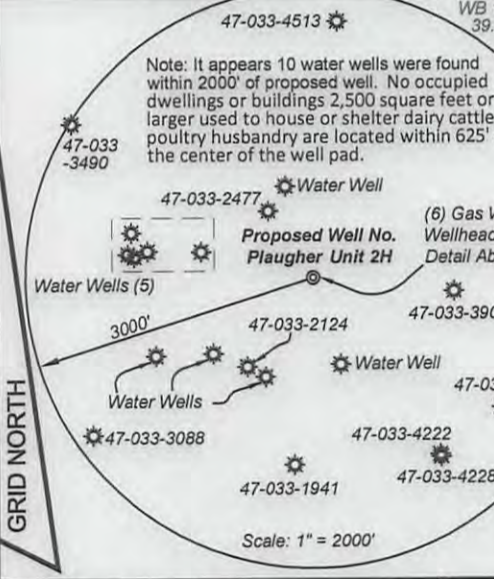 WB
39.
47-033-4513
Note: It appears 10 water wells were found
within 2000' of proposed well. No occupied
dwellings or buildings 2,500 square feet or
larger used to house or shelter dairy cattle
poultry husbandry are located within 625'
the center of the well pad.
47-033
-3490
Water Well
47-033-2477
(6) Gas
Proposed Well No.
Wellhead
Plaugher Unit 2H
Detail
Water Wells (5)
3000'
47-033-2124
Water Well
Water Wells
47-033-3088
47-033-4222
47-033-4228
47-033-1941
GRID NORTH
Scale: 1" = 2000'